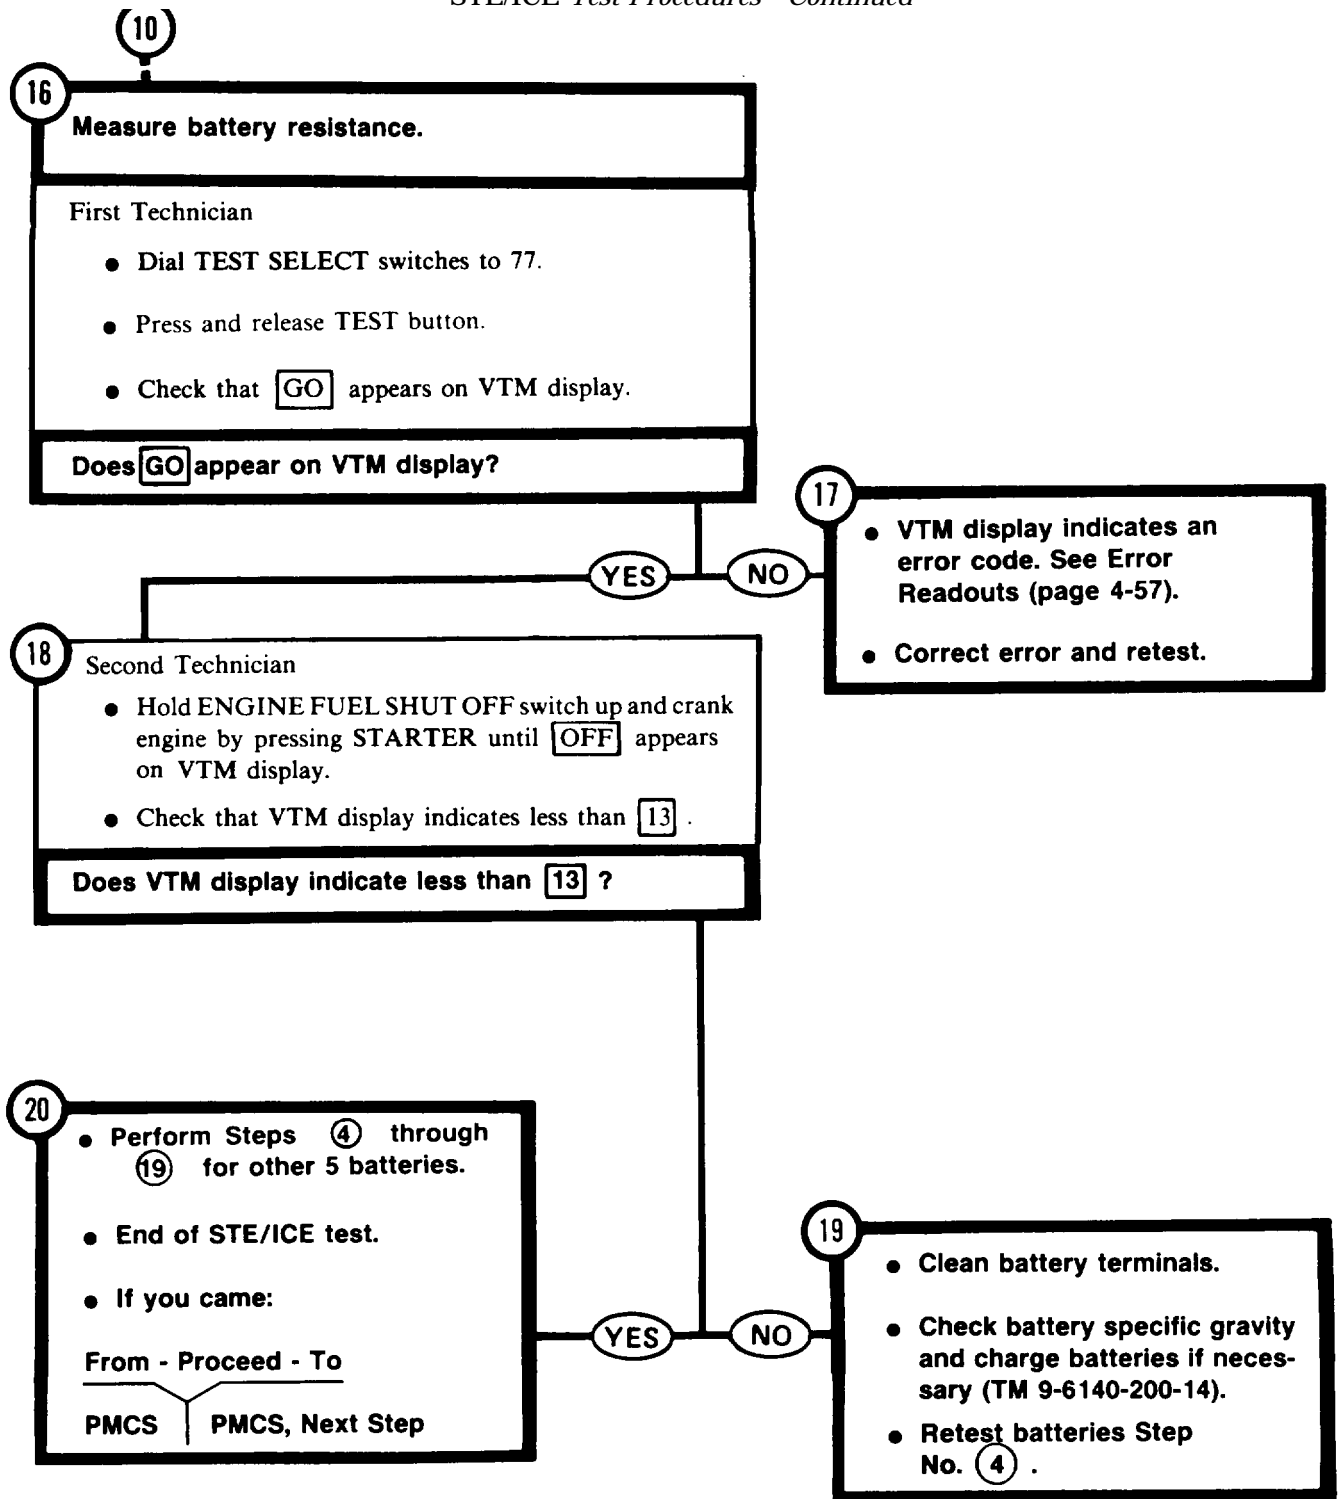 STE/ICE Test Procedures - Continued
10
16
Measure battery resistance.
First Technician
● Dial TEST SELECT switches to 77.
● Press and release TEST button.
● Check that GO appears on VTM display.
Does GO appear on VTM display?
YES
NO
17
● VTM display indicates an
error code. See Error
Readouts (page 4-57).
● Correct error and retest.
18
Second Technician
● Hold ENGINE FUEL SHUT OFF switch up and crank
engine by pressing STARTER until OFF appears
on VTM display.
● Check that VTM display indicates less than 13 .
Does VTM display indicate less than 13 ?
YES
NO
20
● Perform Steps 4 through
19 for other 5 batteries.
● End of STE/ICE test.
● If you came:
From - Proceed - To
PMCS PMCS, Next Step
19
● Clean battery terminals.
● Check battery specific gravity
and charge batteries if neces-
sary (TM 9-6140-200-14).
● Retest batteries Step
No. 4 .